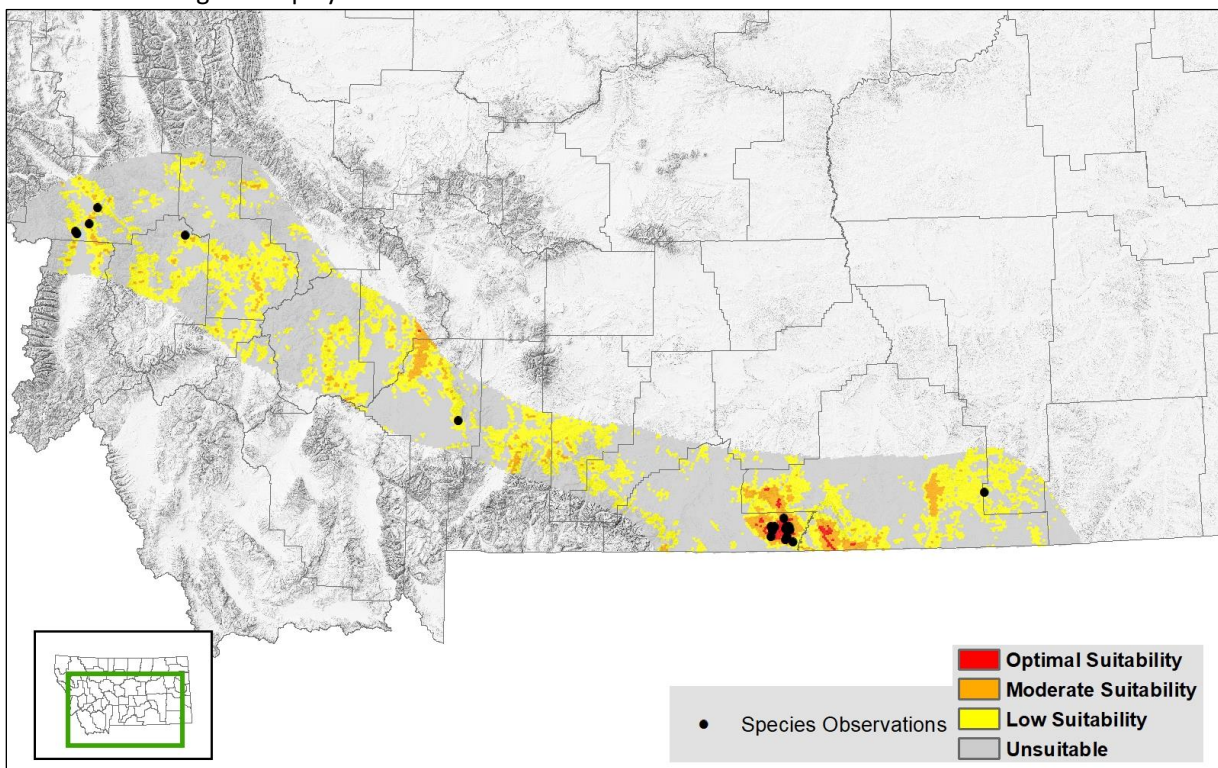 Species Observations
Optimal Suitability
Moderate Suitability
Low Suitability
Unsuitable